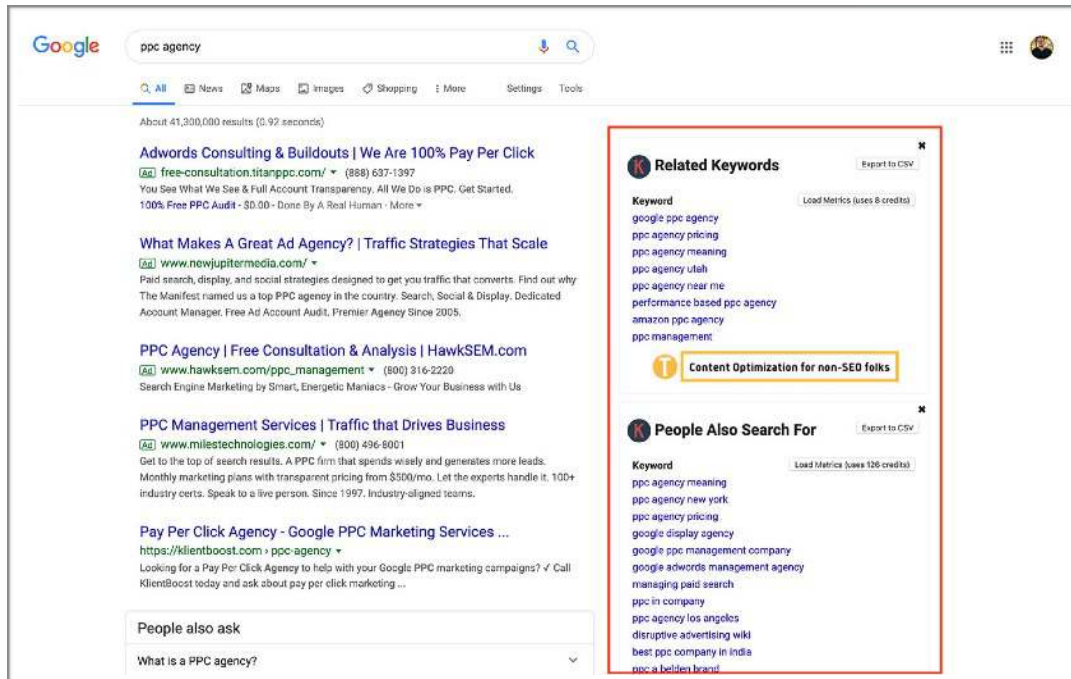 Google
ppc agency
All News Maps Images Shopping More Settings Tools
About 41,300,000 results (0.92 seconds)
Adwords Consulting & Buildouts | We Are 100% Pay Per Click
Ad free-consultation.titanppc.com/ (888) 637-1397
You See What We See & Full Account Transparency. All We Do is PPC. Get Started.
100% Free PPC Audit - $0.00 - Done By A Real Human · More
What Makes A Great Ad Agency? | Traffic Strategies That Scale
Ad www.newjupitermedia.com/
Paid search, display, and social strategies designed to get you traffic that converts. Find out why
The Manifest named us a top PPC agency in the country. Search, Social & Display. Dedicated
Account Manager. Free Ad Account Audit. Premier Agency Since 2005.
PPC Agency | Free Consultation & Analysis | HawkSEM.com
Ad www.hawksem.com/ppc_management (800) 316-2220
Search Engine Marketing by Smart, Energetic Maniacs - Grow Your Business with Us
PPC Management Services | Traffic that Drives Business
Ad www.milestechnologies.com/ (800) 496-8001
Get to the top of search results. A PPC firm that spends wisely and generates more leads.
Monthly marketing plans with transparent pricing from $500/mo. Let the experts handle it. 100+
industry certs. Speak to a live person. Since 1997. Industry-aligned teams.
Pay Per Click Agency - Google PPC Marketing Services ...
https://klientboost.com › ppc-agency
Looking for a Pay Per Click Agency to help with your Google PPC marketing campaigns? ✓ Call
KlientBoost today and ask about pay per click marketing ...
People also ask
What is a PPC agency?
K Related Keywords Export to CSV
Keyword Load Metrics (uses 8 credits)
google ppc agency
ppc agency pricing
ppc agency meaning
ppc agency utah
ppc agency near me
performance based ppc agency
amazon ppc agency
ppc management
T Content Optimization for non-SEO folks
K People Also Search For Export to CSV
Keyword Load Metrics (uses 126 credits)
ppc agency meaning
ppc agency new york
ppc agency pricing
google display agency
google ppc management company
google adwords management agency
managing paid search
ppc in company
ppc agency los angeles
disruptive advertising wiki
best ppc company in india
ppc a belden brand